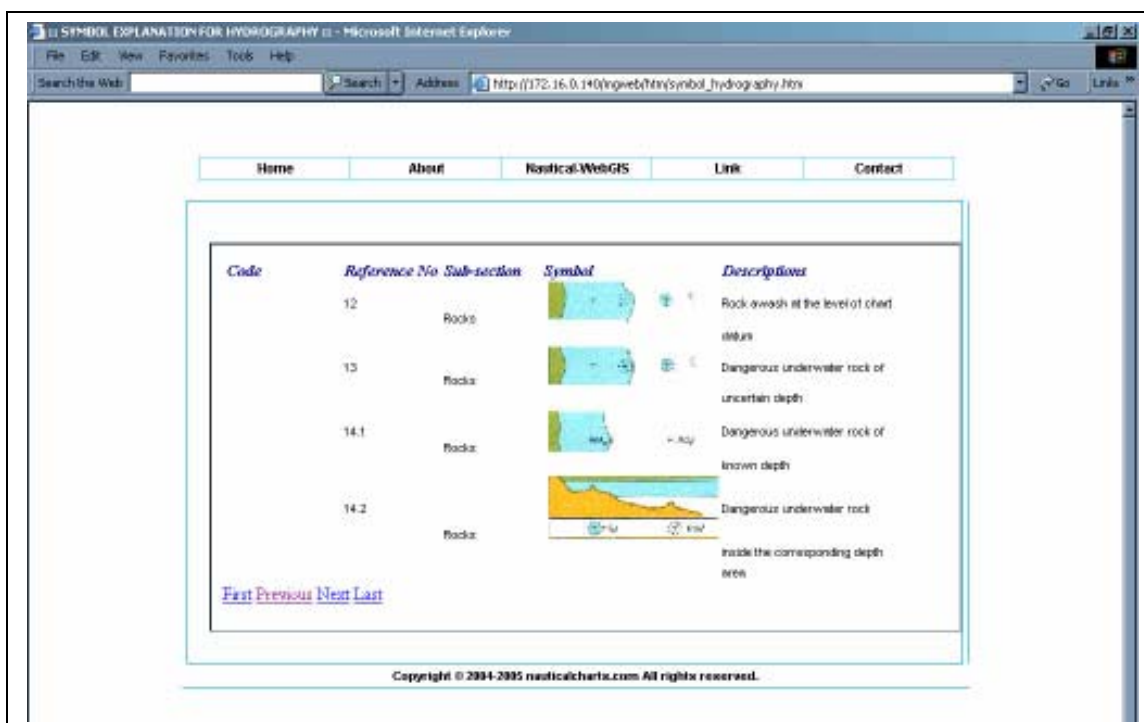 ::: SYMBOL EXPLANATION FOR HYDROGRAPHY ::: - Microsoft Internet Explorer
File Edit View Favorites Tools Help
Search the Web Search Address http://172.16.0.140/mgweb/htm/symbol_hydrography.htm Go Links »
Home About Nautical-WebGIS Link Contact
Code Reference No Sub-section Symbol Descriptions
12 Rocks Rock awash at the level of chart
datum
13 Rocks Dangerous underwater rock of
uncertain depth
14.1 Rocks Dangerous underwater rock of
known depth
14.2 Rocks Dangerous underwater rock
inside the corresponding depth
area
First Previous Next Last
Copyright © 2004-2005 nauticalcharts.com All rights reserved.